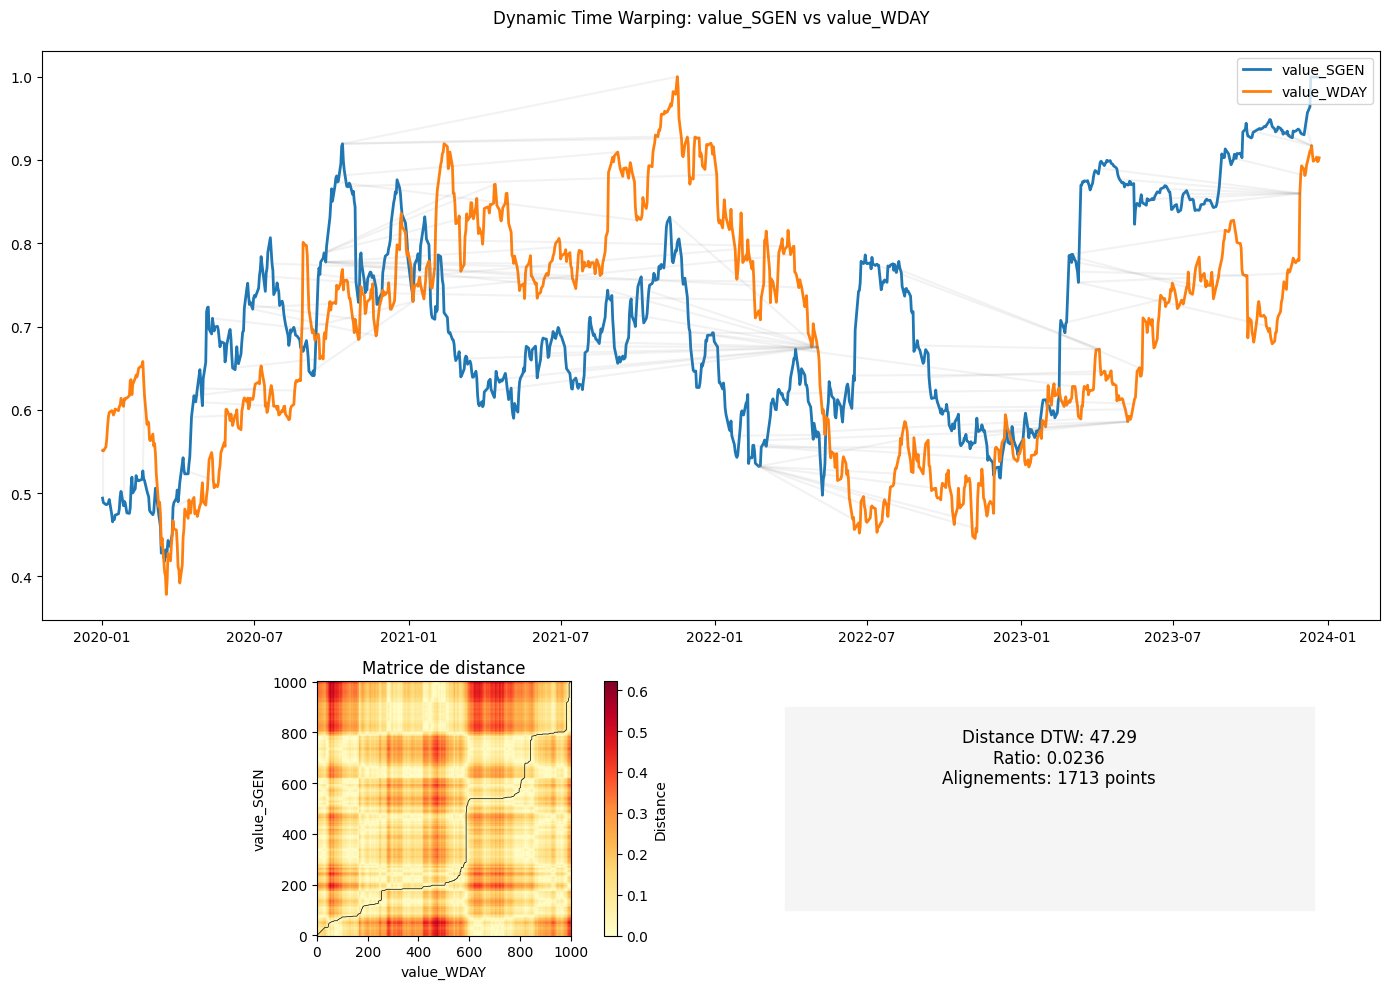 Dynamic Time Warping: value_SGEN vs value_WDAY
value_SGEN
value_WDAY
1.0
0.9
0.8
0.7
0.6
0.5
0.4
2020-01 2020-07 2021-01 2021-07 2022-01 2022-07 2023-01 2023-07 2024-01
Matrice de distance
value_SGEN
1000
800
600
400
200
0
0 200 400 600 800 1000
value_WDAY
0.6
0.5
0.4
0.3
0.2
0.1
0.0
Distance
Distance DTW: 47.29
Ratio: 0.0236
Alignements: 1713 points